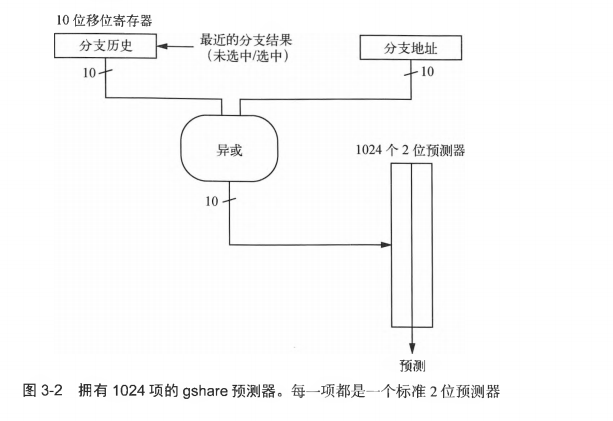 10 位移位寄存器
分支历史
最近的分支结果
（未选中/选中）
分支地址
10
10
异或
1024 个 2 位预测器
10
预测
图 3-2 拥有 1024 项的 gshare 预测器。每一项都是一个标准 2 位预测器